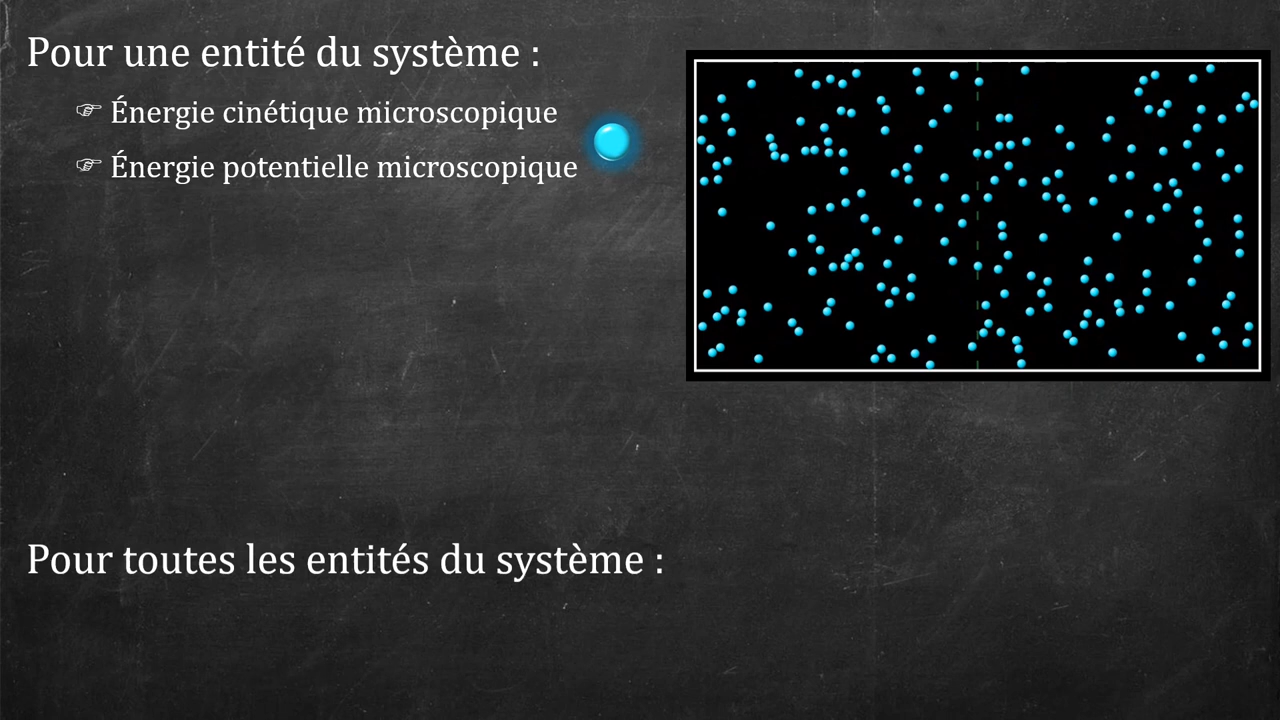 Pour une entité du système :
☞ Énergie cinétique microscopique
☞ Énergie potentielle microscopique
Pour toutes les entités du système :